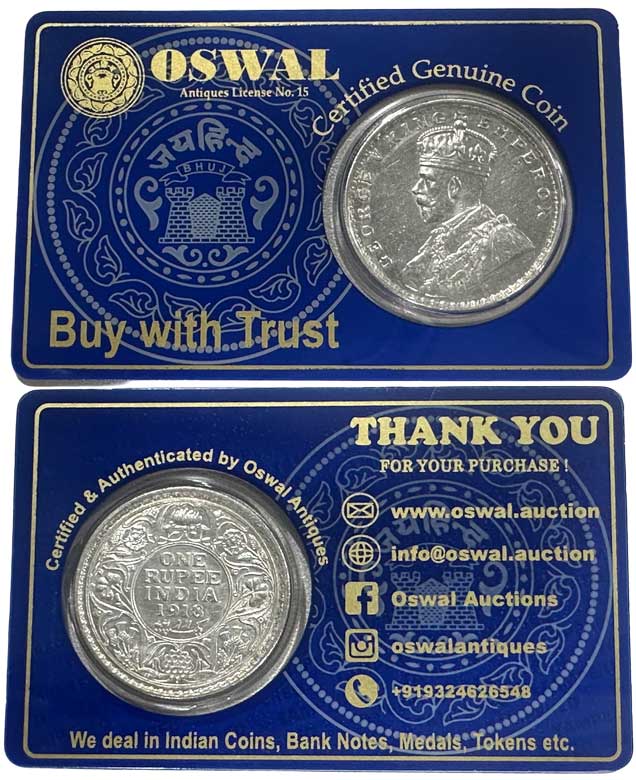 OSWAL
Antiques License No. 15
Certified Genuine Coin
जय हिन्द
BHUJ
GEORGE V KING EMPEROR
Buy with Trust
Certified & Authenticated by Oswal Antiques
ONE
RUPEE
INDIA
1918
THANK YOU
FOR YOUR PURCHASE !
www.oswal.auction
info@oswal.auction
Oswal Auctions
oswalantiques
+919324626548
जय हिन्द
We deal in Indian Coins, Bank Notes, Medals, Tokens etc.